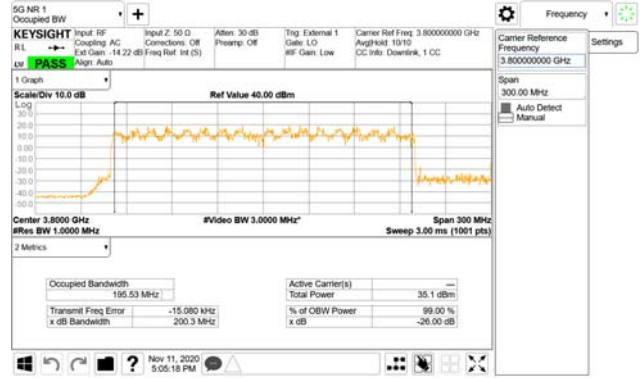 5G NR 1
Occupied BW
Frequency
KEYSIGHT
RL
PASS
Input: RF
Coupling: AC
Ext Gain: -14.22 dB
Align: Auto
Input Z: 50 Ω
Corrections: Off
Freq Ref: Int (S)
Atten: 30 dB
Preamp: Off
Trig: External 1
Gate: LO
#IF Gain: Low
Carrier Ref Freq: 3.800000000 GHz
Avg|Hold: 10/10
CC Info: Downlink, 1 CC
Carrier Reference
Frequency
3.800000000 GHz
Settings
Span
300.00 MHz
Auto Detect
Manual
1 Graph
Scale/Div 10.0 dB
Ref Value 40.00 dBm
Log
30.0
20.0
10.0
0.00
-10.0
-20.0
-30.0
-40.0
-50.0
Center 3.8000 GHz
#Video BW 3.0000 MHz*
Span 300 MHz
#Res BW 1.0000 MHz
Sweep 3.00 ms (1001 pts)
2 Metrics
Occupied Bandwidth
195.53 MHz
Active Carrier(s)
---
Total Power
35.1 dBm
Transmit Freq Error
-15.080 kHz
% of OBW Power
99.00 %
x dB Bandwidth
200.3 MHz
x dB
-26.00 dB
Nov 11, 2020
5:05:18 PM